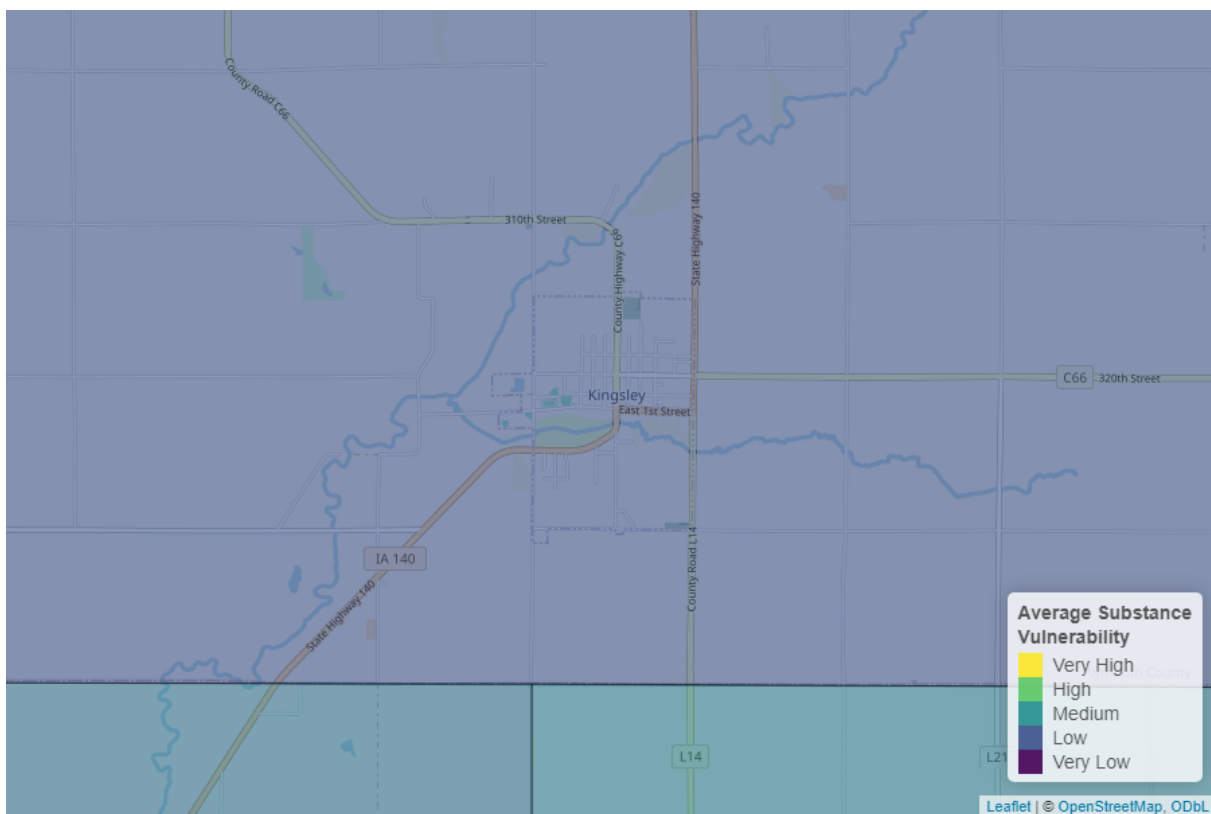 County Road C66
310th Street
County Highway C66
State Highway 140
C66
320th Street
Kingsley
East 1st Street
IA 140
State Highway 140
County Road L14
L14
L21
Average Substance
Vulnerability
Very High
High
Medium
Low
Very Low
County
Leaflet | © OpenStreetMap, ODbL